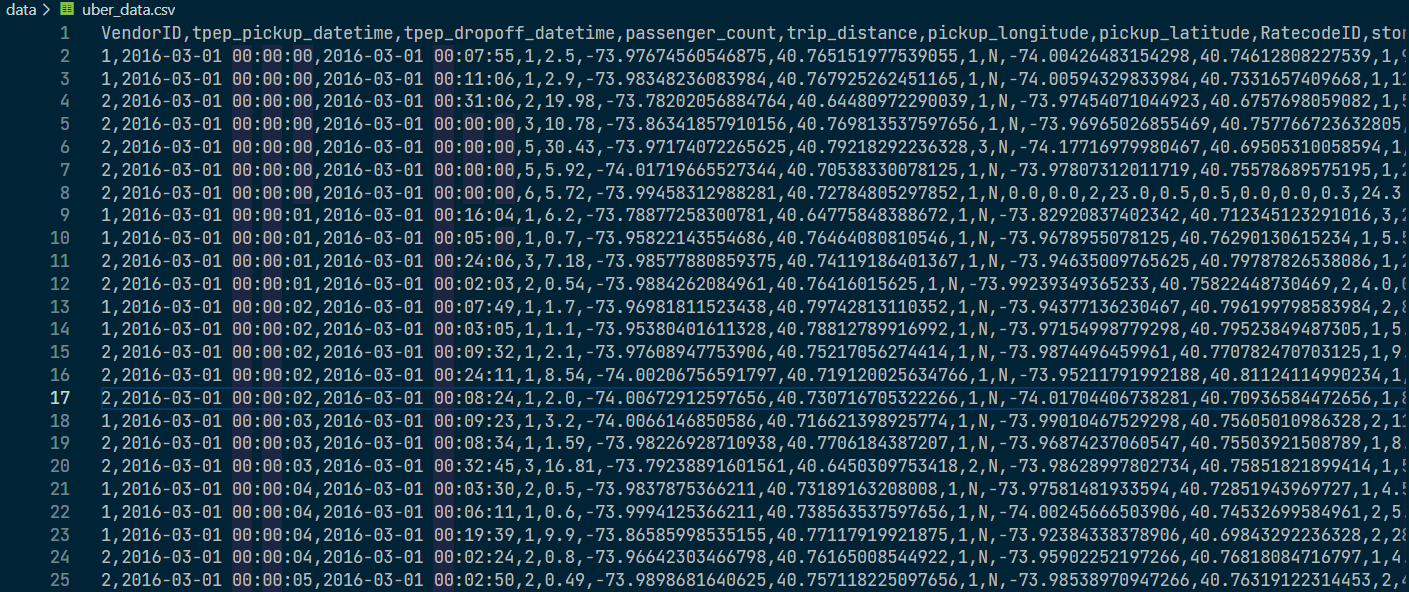 data > uber_data.csv
1 VendorID,tpep_pickup_datetime,tpep_dropoff_datetime,passenger_count,trip_distance,pickup_longitude,pickup_latitude,RatecodeID,stor
2 1,2016-03-01 00:00:00,2016-03-01 00:07:55,1,2.5,-73.97674560546875,40.765151977539055,1,N,-74.00426483154298,40.74612808227539,1,9
3 1,2016-03-01 00:00:00,2016-03-01 00:11:06,1,2.9,-73.98348236083984,40.767925262451165,1,N,-74.00594329833984,40.7331657409668,1,11
4 2,2016-03-01 00:00:00,2016-03-01 00:31:06,2,19.98,-73.78202056884764,40.64480972290039,1,N,-73.97454071044923,40.6757698059082,1,5
5 2,2016-03-01 00:00:00,2016-03-01 00:00:00,3,10.78,-73.86341857910156,40.769813537597656,1,N,-73.96965026855469,40.757766723632805,
6 2,2016-03-01 00:00:00,2016-03-01 00:00:00,5,30.43,-73.97174072265625,40.79218292236328,3,N,-74.17716979980467,40.69505310058594,1,
7 2,2016-03-01 00:00:00,2016-03-01 00:00:00,5,5.92,-74.01719665527344,40.70538330078125,1,N,-73.97807312011719,40.75578689575195,1,2
8 2,2016-03-01 00:00:00,2016-03-01 00:00:00,6,5.72,-73.99458312988281,40.72784805297852,1,N,0.0,0.0,2,23.0,0.5,0.5,0.0,0.0,0.3,24.3
9 1,2016-03-01 00:00:01,2016-03-01 00:16:04,1,6.2,-73.78877258300781,40.64775848388672,1,N,-73.82920837402342,40.712345123291016,3,2
10 1,2016-03-01 00:00:01,2016-03-01 00:05:00,1,0.7,-73.95822143554686,40.76464080810546,1,N,-73.9678955078125,40.76290130615234,1,5.5
11 2,2016-03-01 00:00:01,2016-03-01 00:24:06,3,7.18,-73.98577880859375,40.74119186401367,1,N,-73.94635009765625,40.79787826538086,1,2
12 2,2016-03-01 00:00:01,2016-03-01 00:02:03,2,0.54,-73.9884262084961,40.76416015625,1,N,-73.99239349365233,40.75822448730469,2,4.0,0
13 1,2016-03-01 00:00:02,2016-03-01 00:07:49,1,1.7,-73.96981811523438,40.79742813110352,1,N,-73.94377136230467,40.796199798583984,2,8
14 1,2016-03-01 00:00:02,2016-03-01 00:03:05,1,1.1,-73.95380401611328,40.78812789916992,1,N,-73.97154998779298,40.79523849487305,1,5.
15 2,2016-03-01 00:00:02,2016-03-01 00:09:32,1,2.1,-73.97608947753906,40.75217056274414,1,N,-73.9874496459961,40.770782470703125,1,9.
16 2,2016-03-01 00:00:02,2016-03-01 00:24:11,1,8.54,-74.00206756591797,40.719120025634766,1,N,-73.95211791992188,40.81124114990234,1,
17 2,2016-03-01 00:00:02,2016-03-01 00:08:24,1,2.0,-74.00672912597656,40.730716705322266,1,N,-74.01704406738281,40.70936584472656,1,8
18 1,2016-03-01 00:00:03,2016-03-01 00:09:23,1,3.2,-74.0066146850586,40.716621398925774,1,N,-73.99010467529298,40.75605010986328,2,11
19 2,2016-03-01 00:00:03,2016-03-01 00:08:34,1,1.59,-73.98226928710938,40.7706184387207,1,N,-73.96874237060547,40.75503921508789,1,8.
20 2,2016-03-01 00:00:03,2016-03-01 00:32:45,3,16.81,-73.79238891601561,40.6450309753418,2,N,-73.98628997802734,40.75851821899414,1,5
21 1,2016-03-01 00:00:04,2016-03-01 00:03:30,2,0.5,-73.9837875366211,40.73189163208008,1,N,-73.97581481933594,40.72851943969727,1,4.5
22 1,2016-03-01 00:00:04,2016-03-01 00:06:11,1,0.6,-73.9994125366211,40.738563537597656,1,N,-74.00245666503906,40.74532699584961,2,5.
23 1,2016-03-01 00:00:04,2016-03-01 00:19:39,1,9.9,-73.86585998535155,40.77117919921875,1,N,-73.92384338378906,40.69843292236328,2,28
24 2,2016-03-01 00:00:04,2016-03-01 00:02:24,2,0.8,-73.96642303466798,40.76165008544922,1,N,-73.95902252197266,40.76818084716797,1,4.
25 2,2016-03-01 00:00:05,2016-03-01 00:02:50,2,0.49,-73.9898681640625,40.757118225097656,1,N,-73.98538970947266,40.76319122314453,2,4